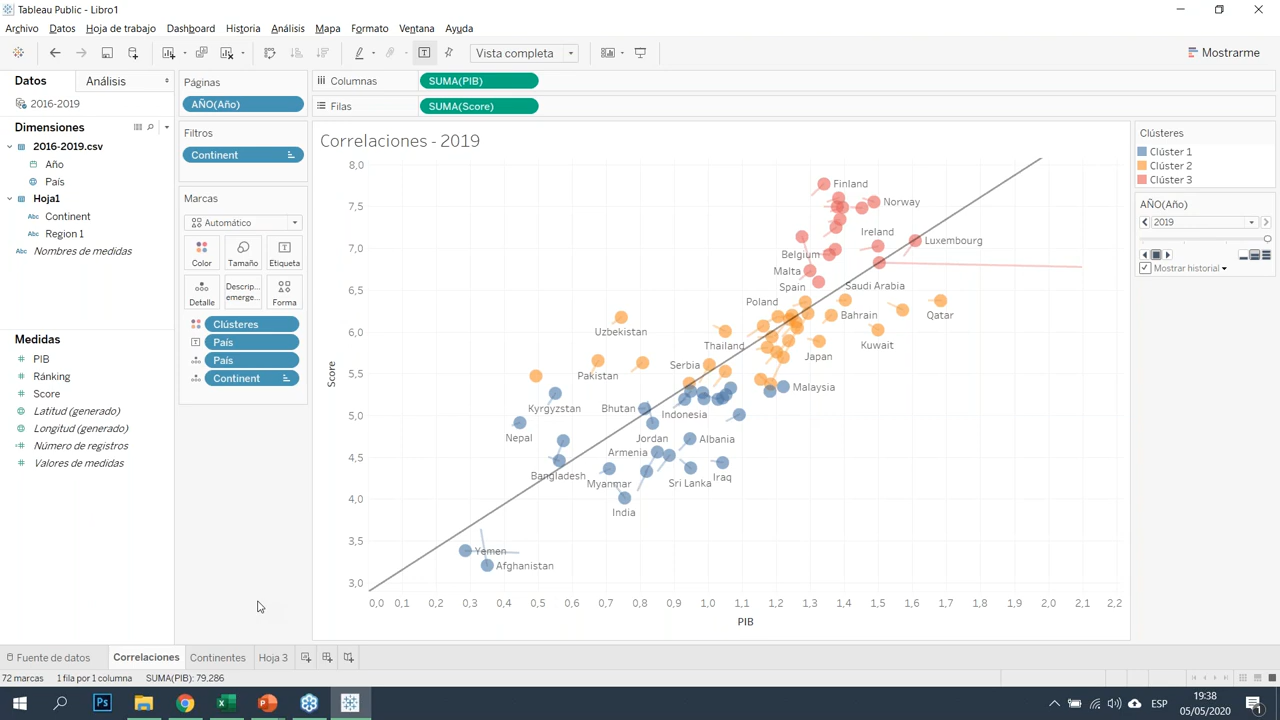 Tableau Public - Libro1
Archivo Datos Hoja de trabajo Dashboard Historia Análisis Mapa Formato Ventana Ayuda
Vista completa
Mostrarme
Datos
Análisis
2016-2019
Dimensiones
2016-2019.csv
Año
País
Hoja1
Abc Continent
Abc Region 1
Abc Nombres de medidas
Medidas
PIB
Ránking
Score
Latitud (generado)
Longitud (generado)
Número de registros
Valores de medidas
Páginas
AÑO(Año)
Filtros
Continent
Marcas
Automático
Color
Tamaño
Etiqueta
Detalle
Descrip... emerge...
Forma
Clústeres
País
País
Continent
Columnas
SUMA(PIB)
Filas
SUMA(Score)
Correlaciones - 2019
Score
8,0
7,5
7,0
6,5
6,0
5,5
5,0
4,5
4,0
3,5
3,0
Finland
Norway
Ireland
Luxembourg
Belgium
Malta
Spain
Saudi Arabia
Poland
Bahrain
Qatar
Uzbekistan
Thailand
Japan
Kuwait
Serbia
Pakistan
Malaysia
Kyrgyzstan
Bhutan
Indonesia
Nepal
Jordan
Albania
Armenia
Bangladesh
Myanmar
Sri Lanka
Iraq
India
Yemen
Afghanistan
0,0 0,1 0,2 0,3 0,4 0,5 0,6 0,7 0,8 0,9 1,0 1,1 1,2 1,3 1,4 1,5 1,6 1,7 1,8 1,9 2,0 2,1 2,2
PIB
Clústeres
Clúster 1
Clúster 2
Clúster 3
AÑO(Año)
2019
Mostrar historial
Fuente de datos
Correlaciones
Continentes
Hoja 3
72 marcas 1 fila por 1 columna SUMA(PIB): 79.286
Ps
ESP
19:38
05/05/2020
1